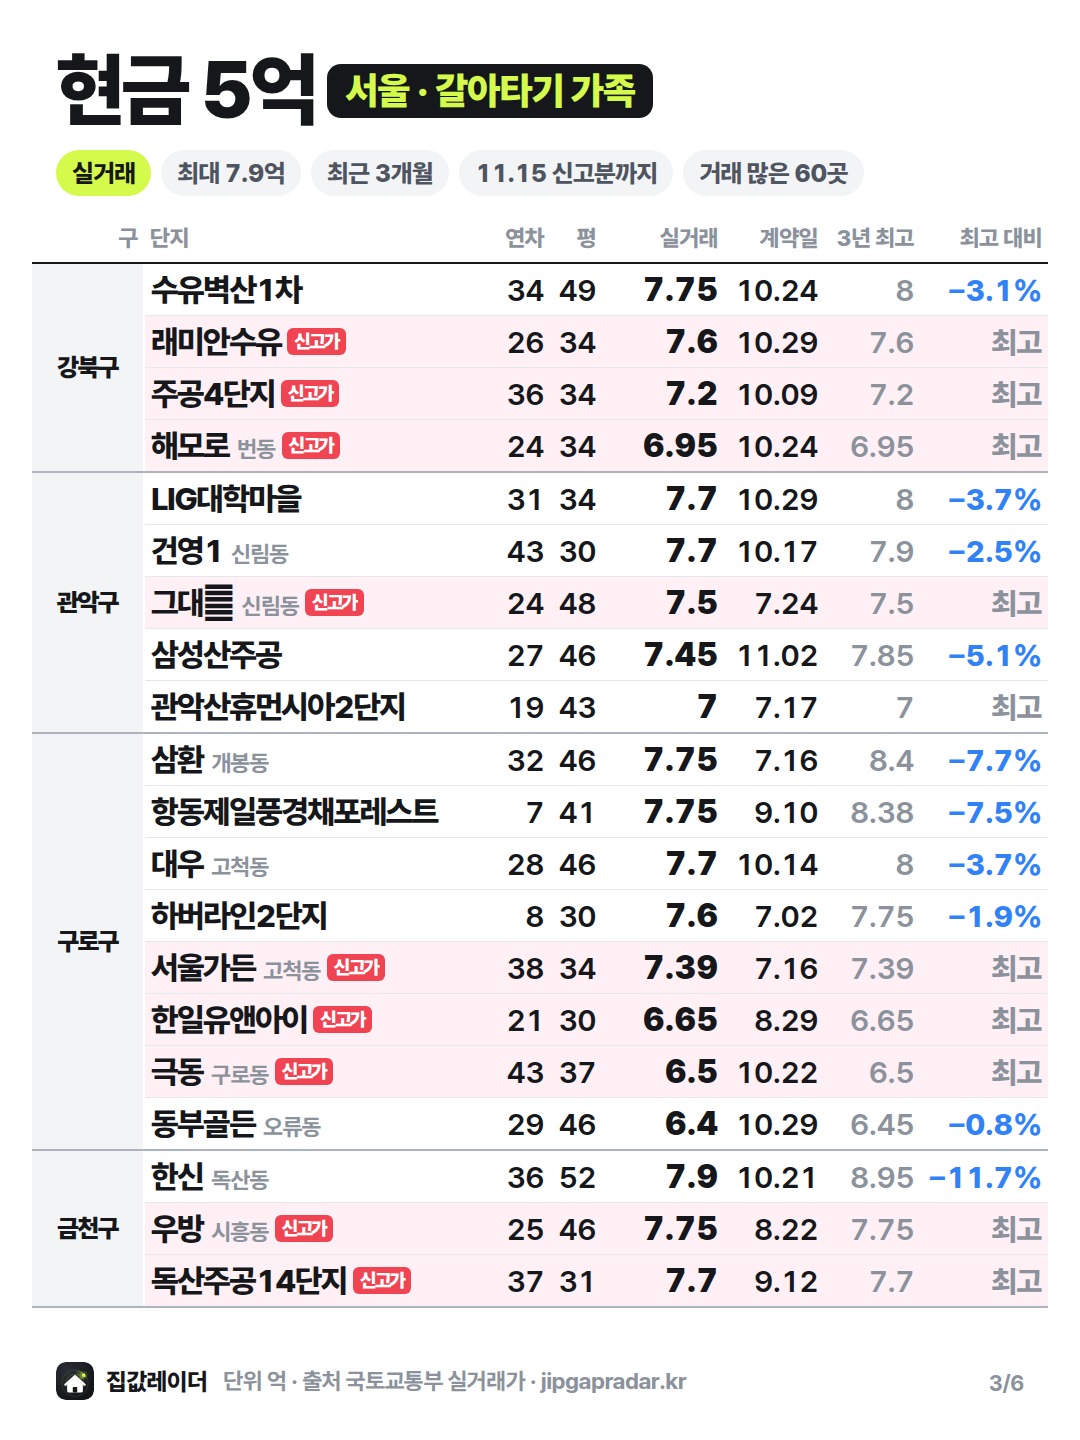 현금 5억 서울 · 갈아타기 가족
실거래 최대 7.9억 최근 3개월 11.15 신고분까지 거래 많은 60곳
구 단지 연차 평 실거래 계약일 3년 최고 최고 대비
강북구
수유벽산1차 34 49 7.75 10.24 8 −3.1%
래미안수유 신고가 26 34 7.6 10.29 7.6 최고
주공4단지 신고가 36 34 7.2 10.09 7.2 최고
해모로 번동 신고가 24 34 6.95 10.24 6.95 최고
관악구
LIG대학마을 31 34 7.7 10.29 8 −3.7%
건영1 신림동 43 30 7.7 10.17 7.9 −2.5%
그대 신림동 신고가 24 48 7.5 7.24 7.5 최고
삼성산주공 27 46 7.45 11.02 7.85 −5.1%
관악산휴먼시아2단지 19 43 7 7.17 7 최고
구로구
삼환 개봉동 32 46 7.75 7.16 8.4 −7.7%
항동제일풍경채포레스트 7 41 7.75 9.10 8.38 −7.5%
대우 고척동 28 46 7.7 10.14 8 −3.7%
하버라인2단지 8 30 7.6 7.02 7.75 −1.9%
서울가든 고척동 신고가 38 34 7.39 7.16 7.39 최고
한일유앤아이 신고가 21 30 6.65 8.29 6.65 최고
극동 구로동 신고가 43 37 6.5 10.22 6.5 최고
동부골든 오류동 29 46 6.4 10.29 6.45 −0.8%
금천구
한신 독산동 36 52 7.9 10.21 8.95 −11.7%
우방 시흥동 신고가 25 46 7.75 8.22 7.75 최고
독산주공14단지 신고가 37 31 7.7 9.12 7.7 최고
집값레이더 단위 억 · 출처 국토교통부 실거래가 · jipgapradar.kr 3/6